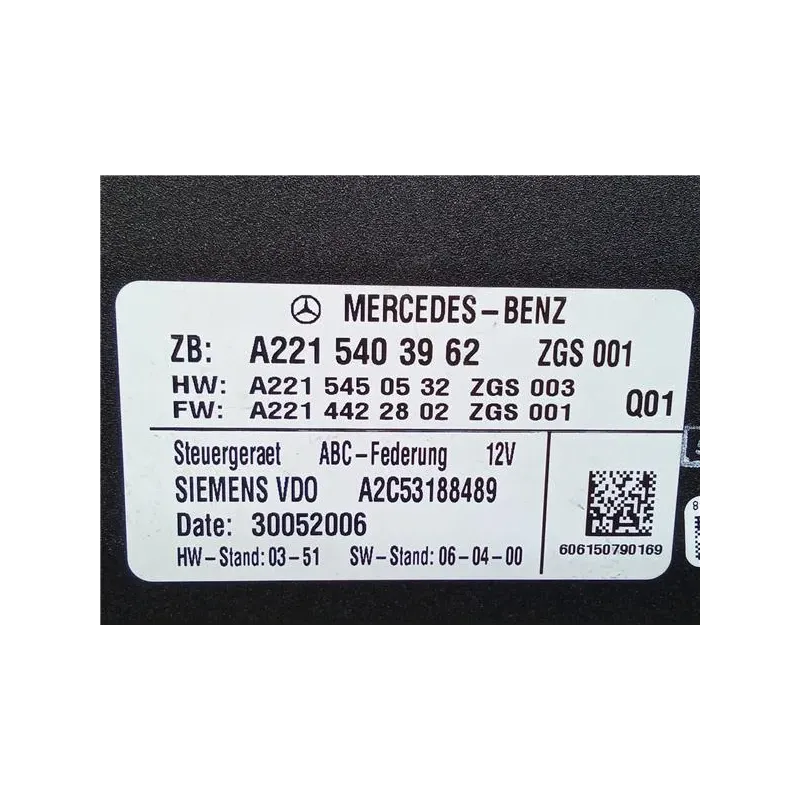 MERCEDES-BENZ
ZB: A221 540 39 62 ZGS 001
HW: A221 545 05 32 ZGS 003
FW: A221 442 28 02 ZGS 001 Q01
Steuergeraet ABC-Federung 12V
SIEMENS VDO A2C53188489
Date: 30052006
HW-Stand: 03-51 SW-Stand: 06-04-00
606150790169
8